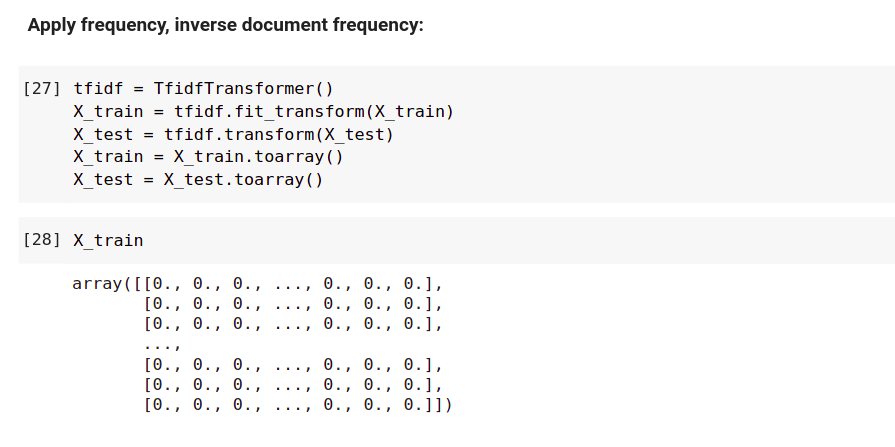 Apply frequency, inverse document frequency:
[27] tfidf = TfidfTransformer()
X_train = tfidf.fit_transform(X_train)
X_test = tfidf.transform(X_test)
X_train = X_train.toarray()
X_test = X_test.toarray()
[28] X_train
array([[0., 0., 0., ..., 0., 0., 0.],
[0., 0., 0., ..., 0., 0., 0.],
[0., 0., 0., ..., 0., 0., 0.],
...,
[0., 0., 0., ..., 0., 0., 0.],
[0., 0., 0., ..., 0., 0., 0.],
[0., 0., 0., ..., 0., 0., 0.]])